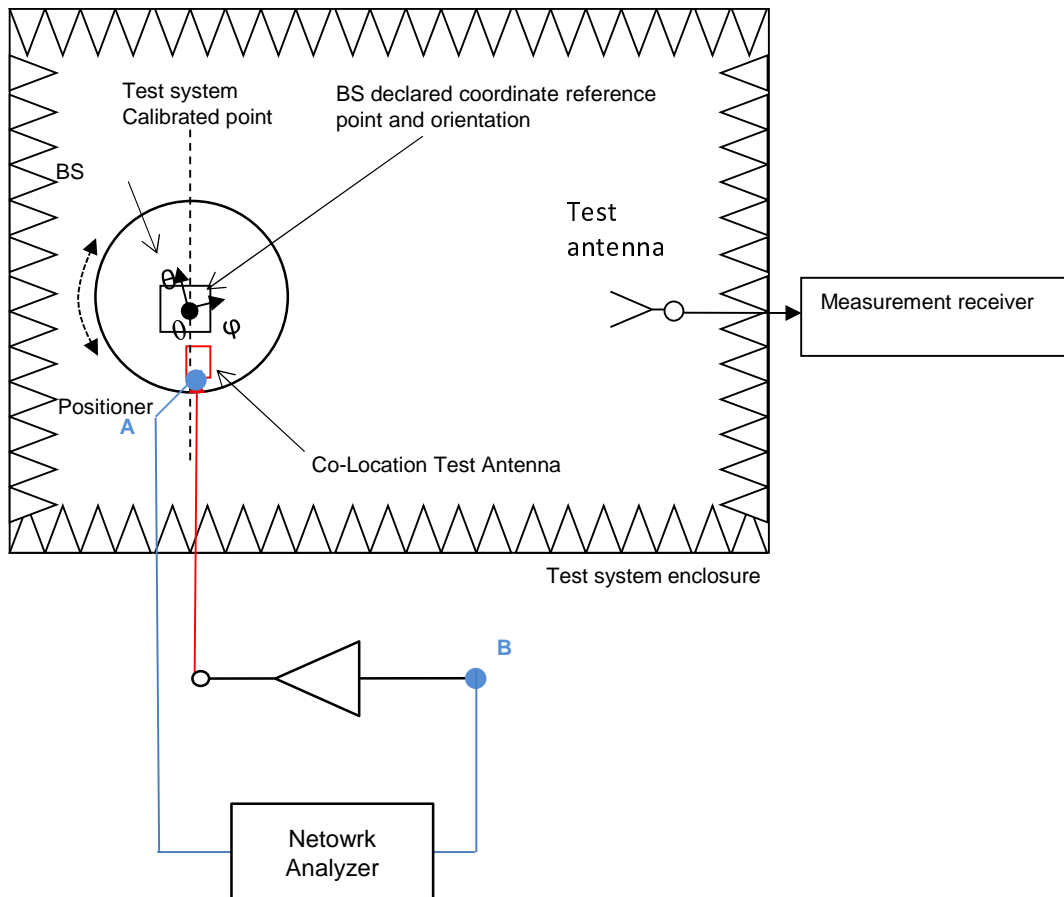 Test system
Calibrated point
BS declared coordinate reference
point and orientation
BS
Test
antenna
θ
θ
φ
Measurement receiver
Positioner
A
Co-Location Test Antenna
Test system enclosure
B
Netowrk
Analyzer